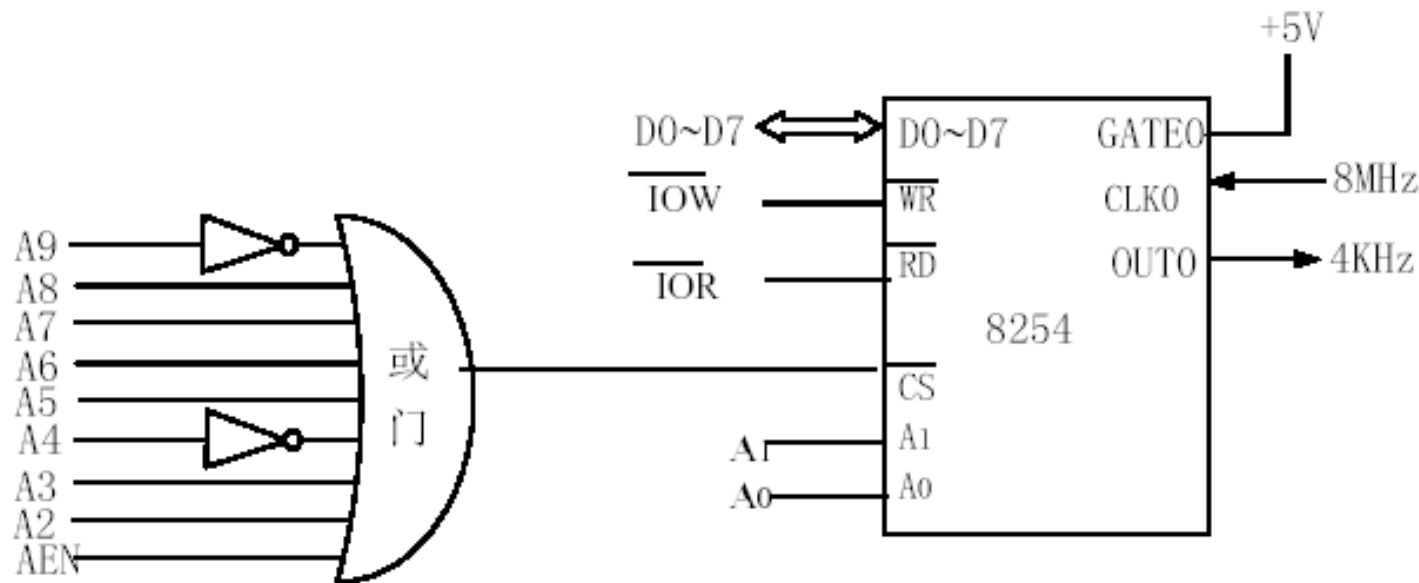 +5V
D0~D7
D0~D7
GATE0
IOW
WR
CLK0
8MHz
IOR
RD
OUT0
4KHz
8254
CS
A1
A1
A0
A0
A9
A8
A7
A6
A5
A4
A3
A2
AEN
或
门